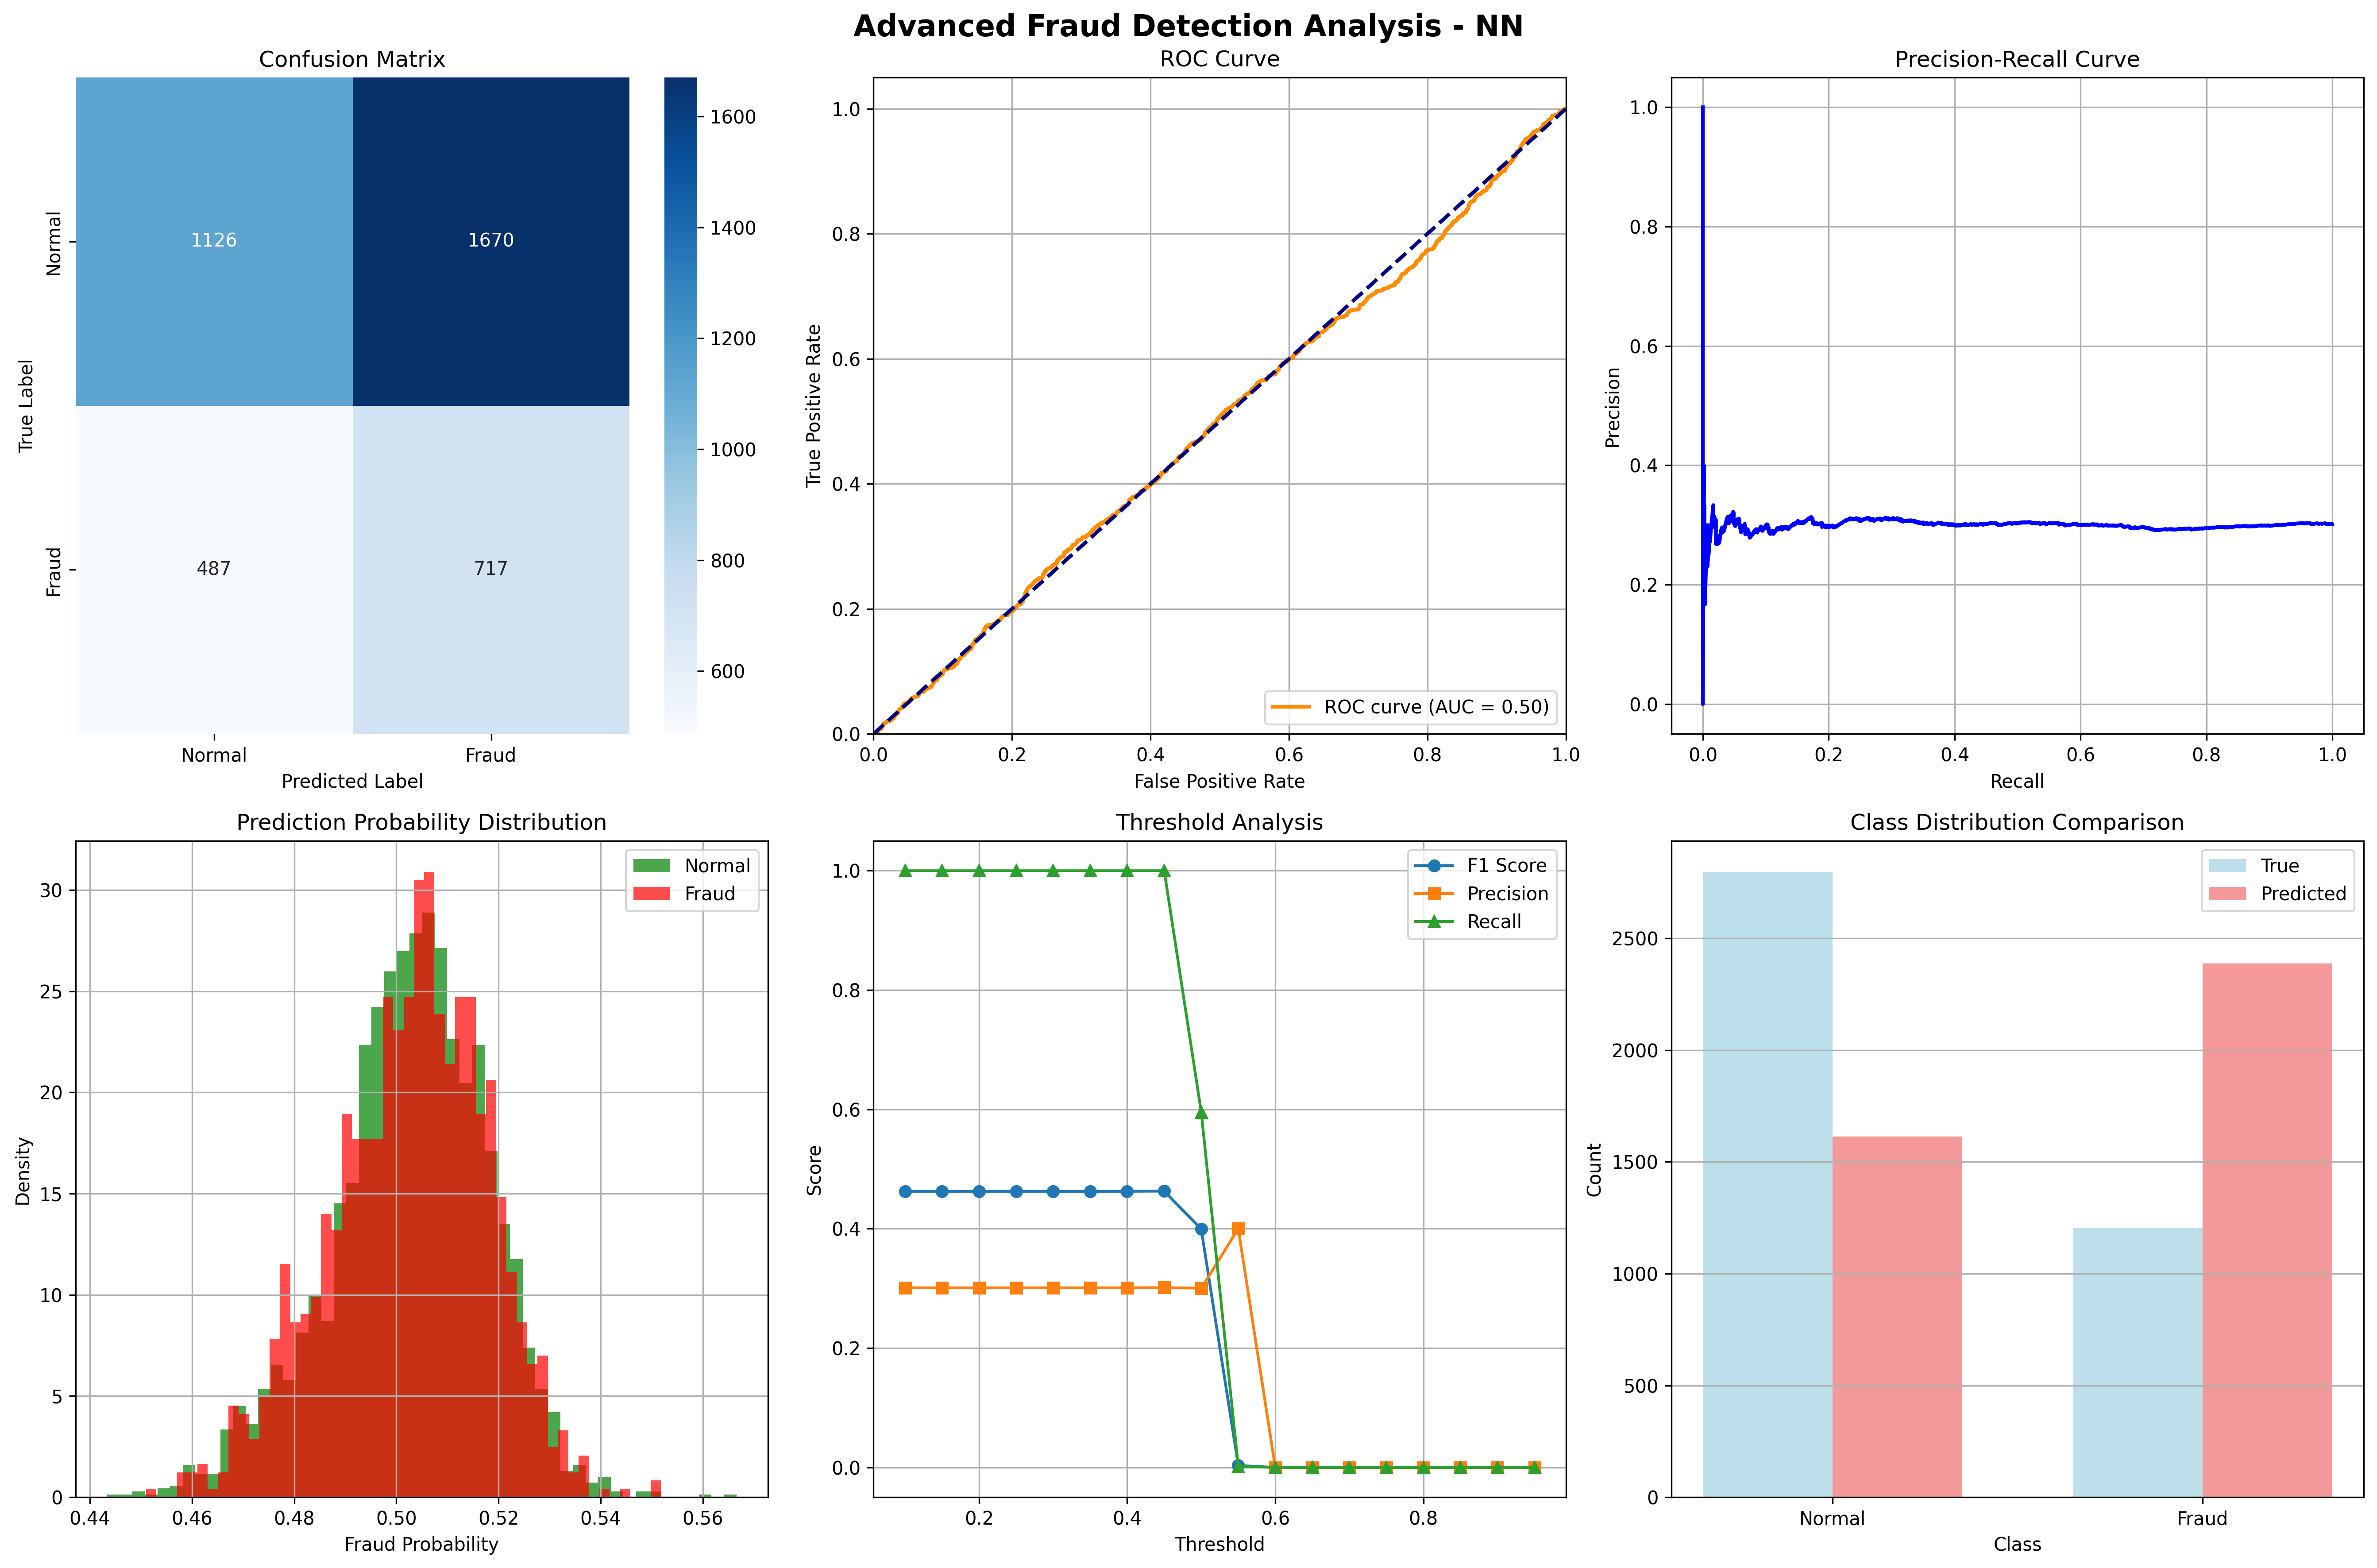 Advanced Fraud Detection Analysis - NN
Confusion Matrix
True Label
Normal
Fraud
1126
1670
487
717
Normal
Fraud
Predicted Label
1600
1400
1200
1000
800
600
ROC Curve
True Positive Rate
1.0
0.8
0.6
0.4
0.2
0.0
0.0
0.2
0.4
0.6
0.8
1.0
False Positive Rate
ROC curve (AUC = 0.50)
Precision-Recall Curve
Precision
1.0
0.8
0.6
0.4
0.2
0.0
0.0
0.2
0.4
0.6
0.8
1.0
Recall
Prediction Probability Distribution
Density
30
25
20
15
10
5
0
0.44
0.46
0.48
0.50
0.52
0.54
0.56
Fraud Probability
Normal
Fraud
Threshold Analysis
Score
1.0
0.8
0.6
0.4
0.2
0.0
0.2
0.4
0.6
0.8
Threshold
F1 Score
Precision
Recall
Class Distribution Comparison
Count
2500
2000
1500
1000
500
0
Normal
Fraud
Class
True
Predicted